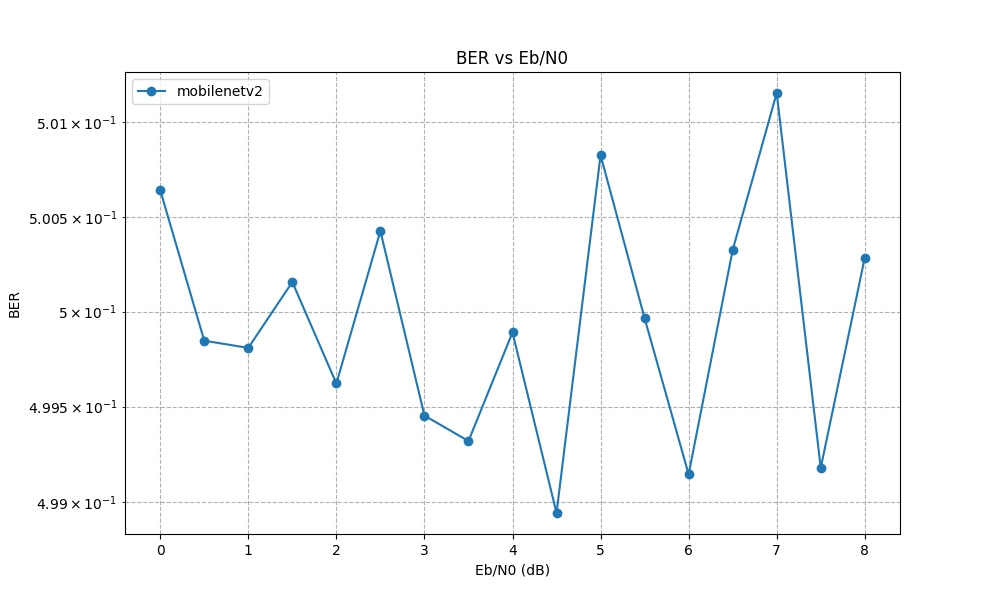 BER vs Eb/N0
mobilenetv2
5.01 × 10⁻¹
5.005 × 10⁻¹
5 × 10⁻¹
4.995 × 10⁻¹
4.99 × 10⁻¹
BER
0 1 2 3 4 5 6 7 8
Eb/N0 (dB)